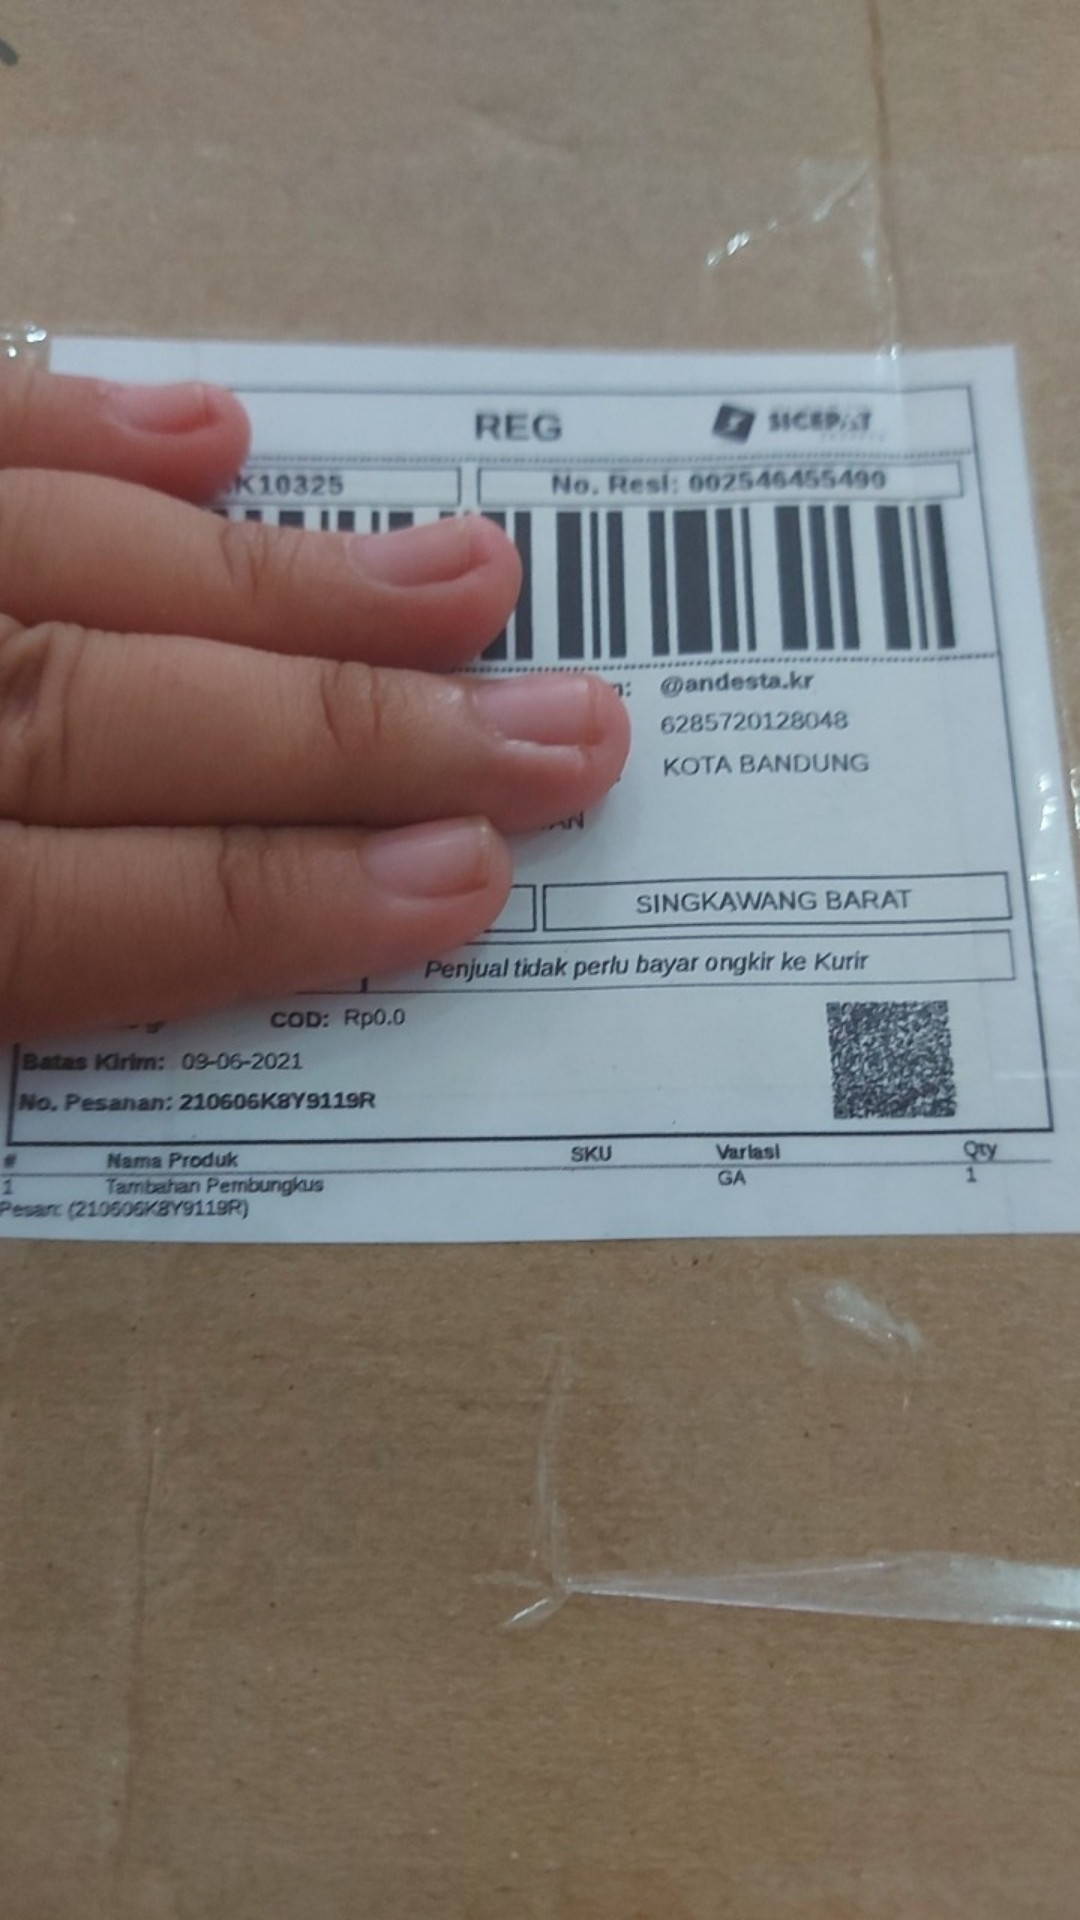 REG
SICEPAT
K10325
No. Resi: 002546455490
@andesta.kr
6285720128048
KOTA BANDUNG
AN
SINGKAWANG BARAT
Penjual tidak perlu bayar ongkir ke Kurir
COD: Rp0.0
Batas Kirim: 09-06-2021
No. Pesanan: 210606K8Y9119R
# Nama Produk SKU Variasi Qty
1 Tambahan Pembungkus GA 1
Pesan: (210606K8Y9119R)